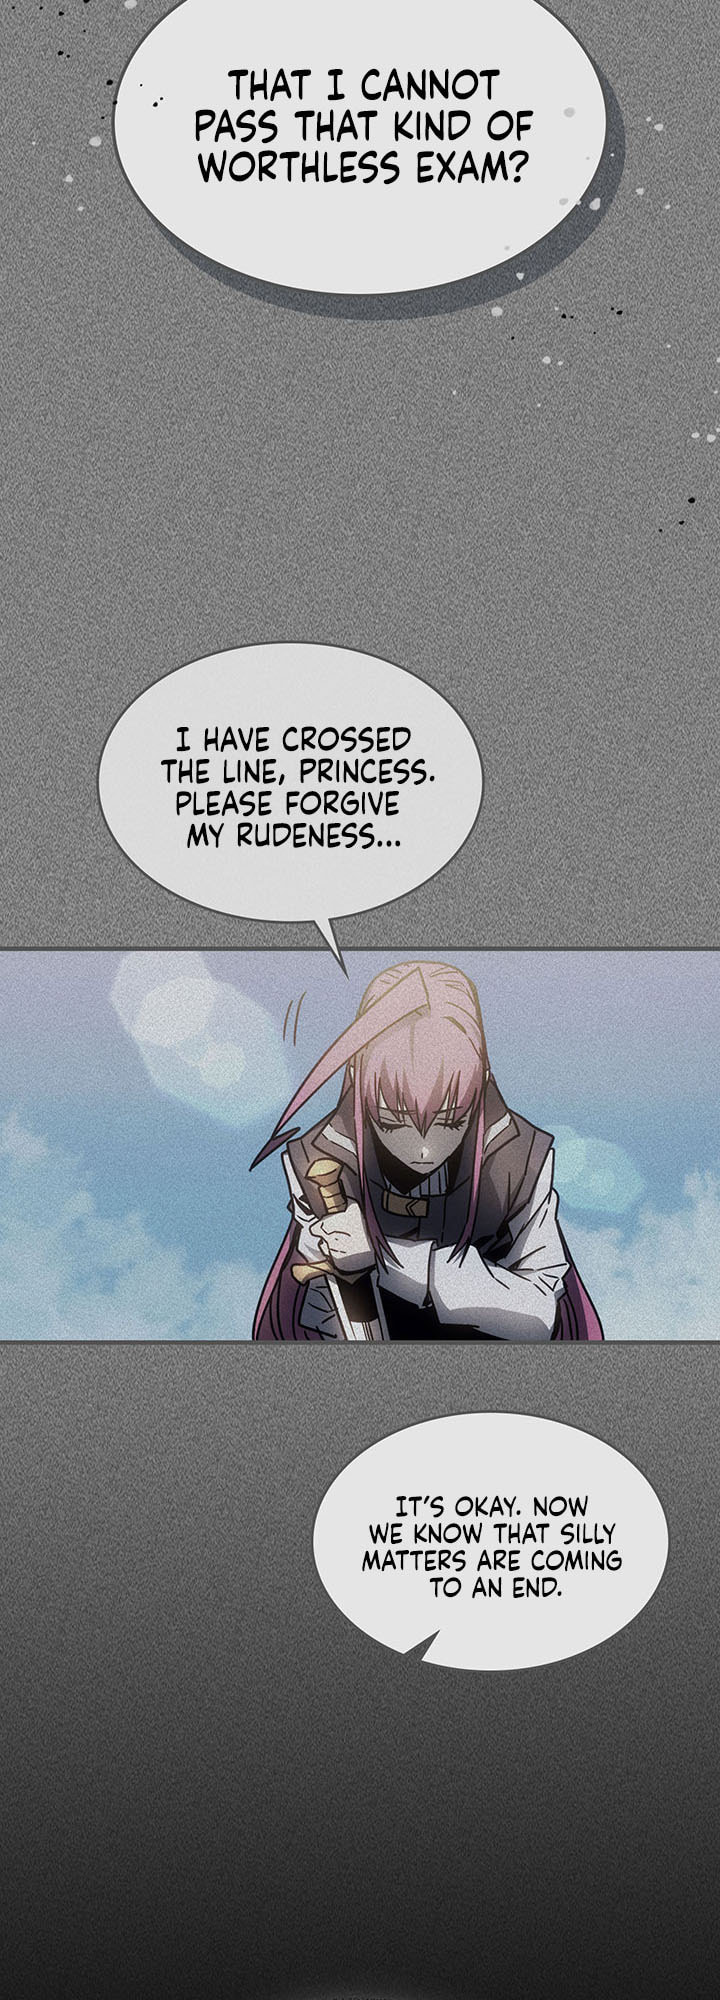 THAT I CANNOT
PASS THAT KIND OF
WORTHLESS EXAM?
I HAVE CROSSED
THE LINE, PRINCESS.
PLEASE FORGIVE
MY RUDENESS...
IT'S OKAY. NOW
WE KNOW THAT SILLY
MATTERS ARE COMING
TO AN END.